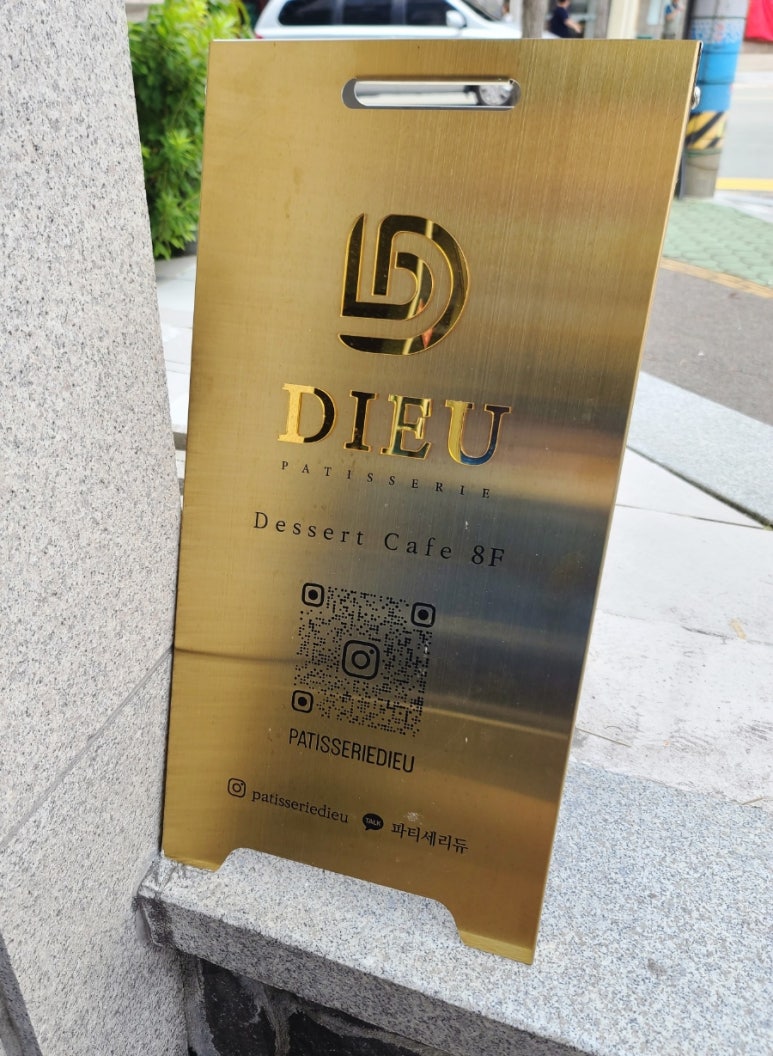 DIEU
PATISSERIE
Dessert Cafe 8F
PATISSERIEDIEU
patisseriedieu TALK 파티세리듀